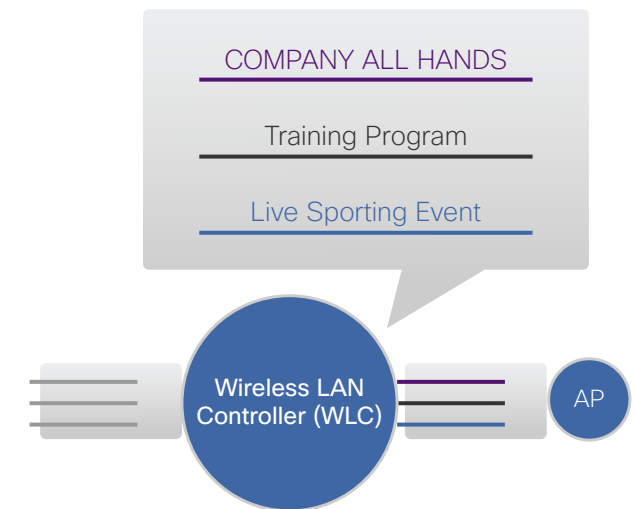 COMPANY ALL HANDS
Training Program
Live Sporting Event
Wireless LAN
Controller (WLC)
AP